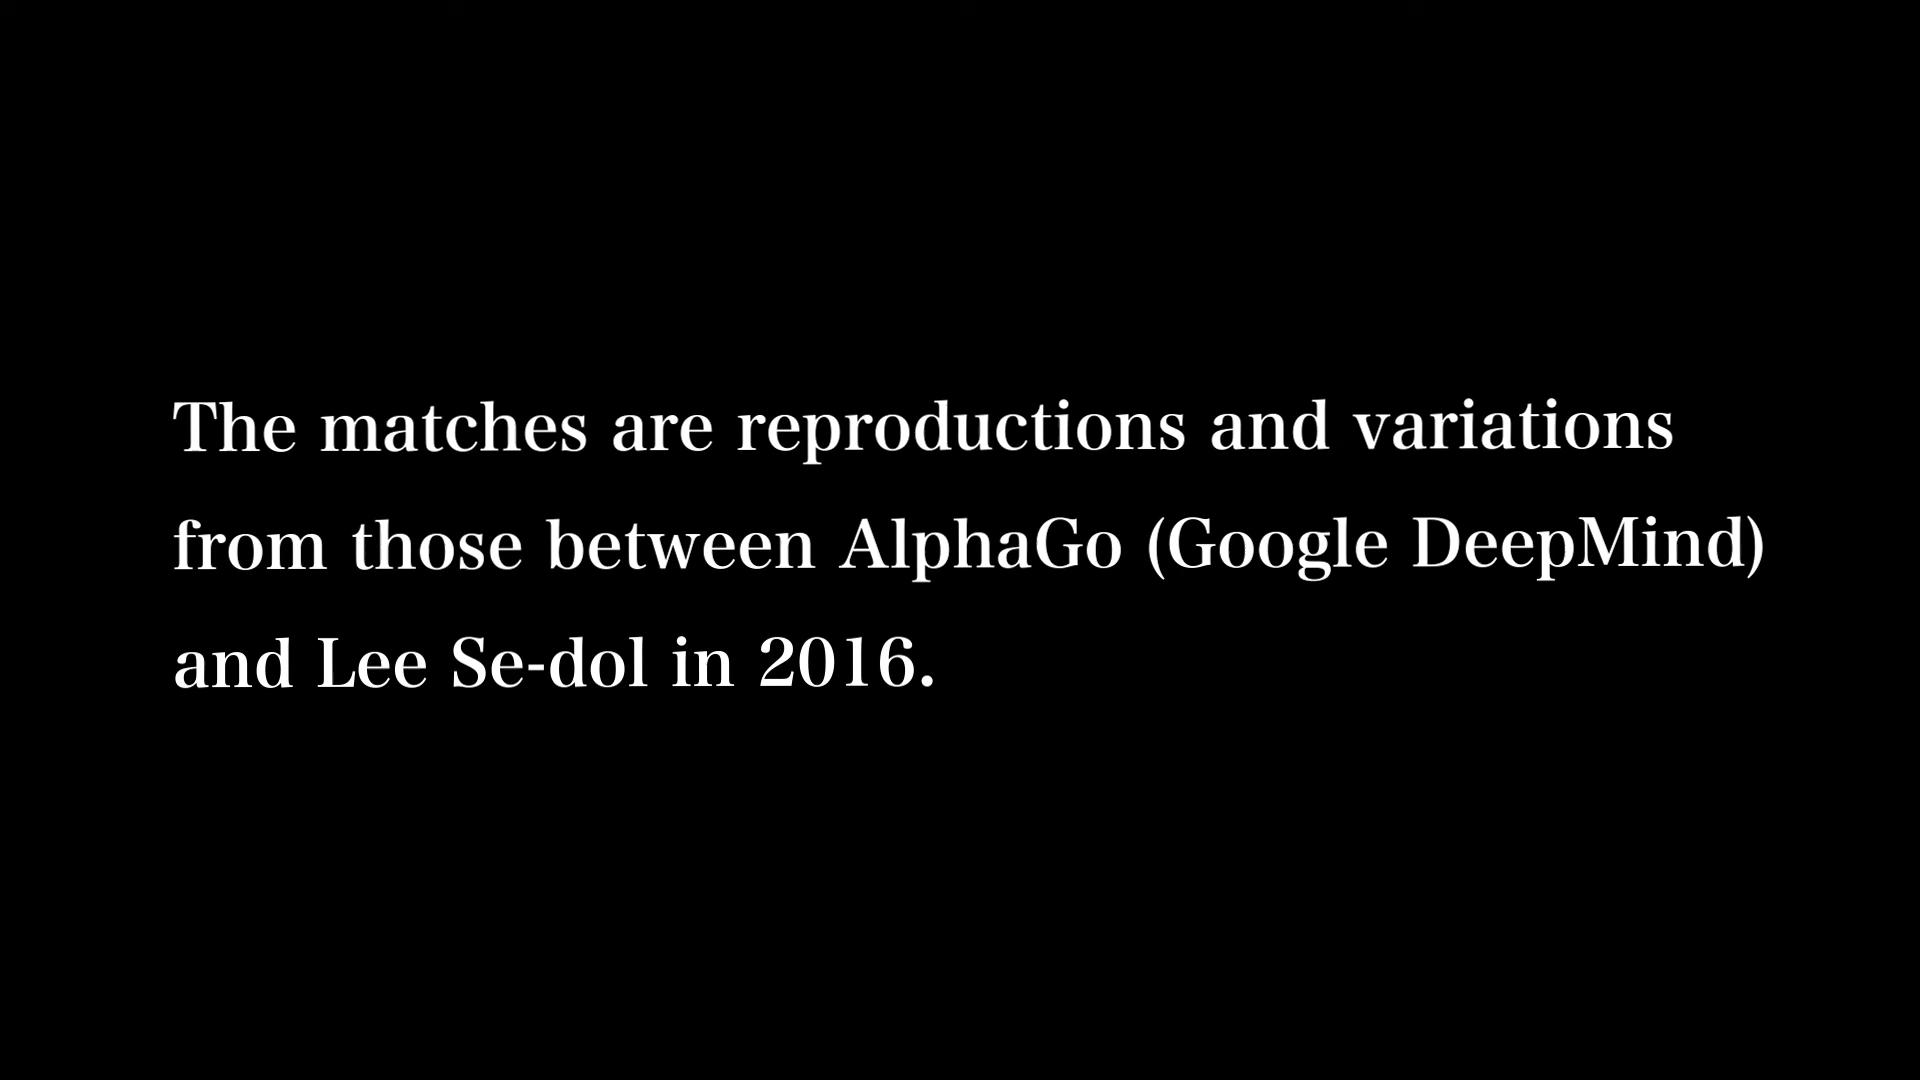 The matches are reproductions and variations
from those between AlphaGo (Google DeepMind)
and Lee Se-dol in 2016.